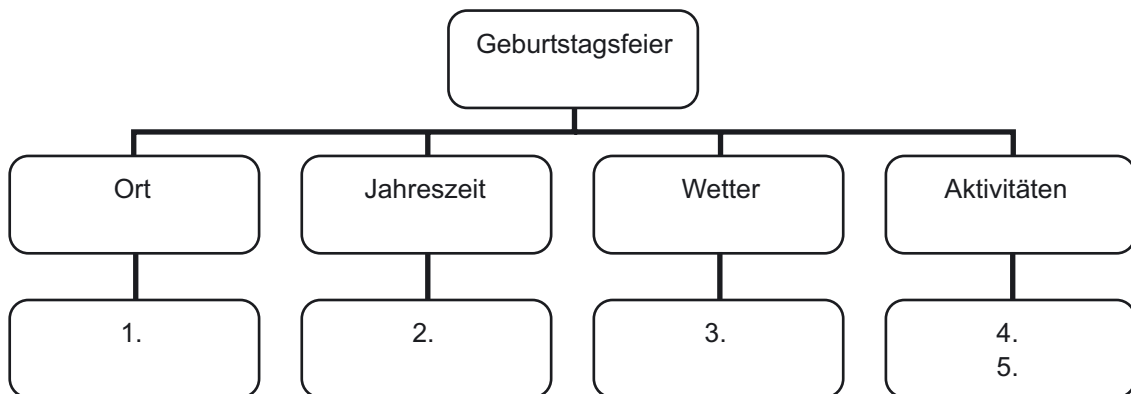 Geburtstagsfeier
Ort
Jahreszeit
Wetter
Aktivitäten
1.
2.
3.
4.
5.